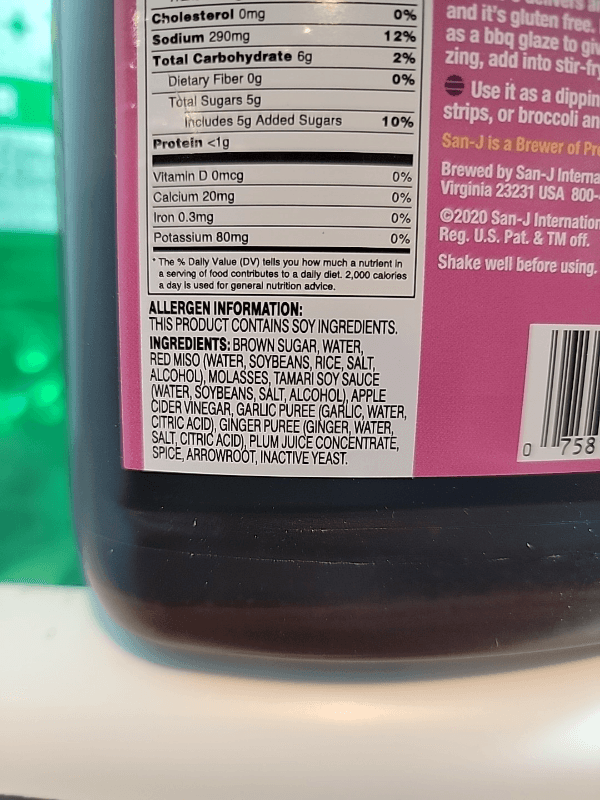 Cholesterol 0mg 0%
Sodium 290mg 12%
Total Carbohydrate 6g 2%
Dietary Fiber 0g 0%
Total Sugars 5g
Includes 5g Added Sugars 10%
Protein <1g
Vitamin D 0mcg 0%
Calcium 20mg 0%
Iron 0.3mg 0%
Potassium 80mg 0%
* The % Daily Value (DV) tells you how much a nutrient in
a serving of food contributes to a daily diet. 2,000 calories
a day is used for general nutrition advice.
ALLERGEN INFORMATION:
THIS PRODUCT CONTAINS SOY INGREDIENTS.
INGREDIENTS: BROWN SUGAR, WATER,
RED MISO (WATER, SOYBEANS, RICE, SALT,
ALCOHOL), MOLASSES, TAMARI SOY SAUCE
(WATER, SOYBEANS, SALT, ALCOHOL), APPLE
CIDER VINEGAR, GARLIC PUREE (GARLIC, WATER,
CITRIC ACID), GINGER PUREE (GINGER, WATER,
SALT, CITRIC ACID), PLUM JUICE CONCENTRATE,
SPICE, ARROWROOT, INACTIVE YEAST.
and it's gluten free.
as a bbq glaze to
zing, add into
Use it as a
strips, or broccoli
San-J is a Brewer of
Brewed by San-J
Virginia 23231 USA 800-
©2020 San-J
Reg. U.S. Pat. & TM off.
Shake well before using.
0 758